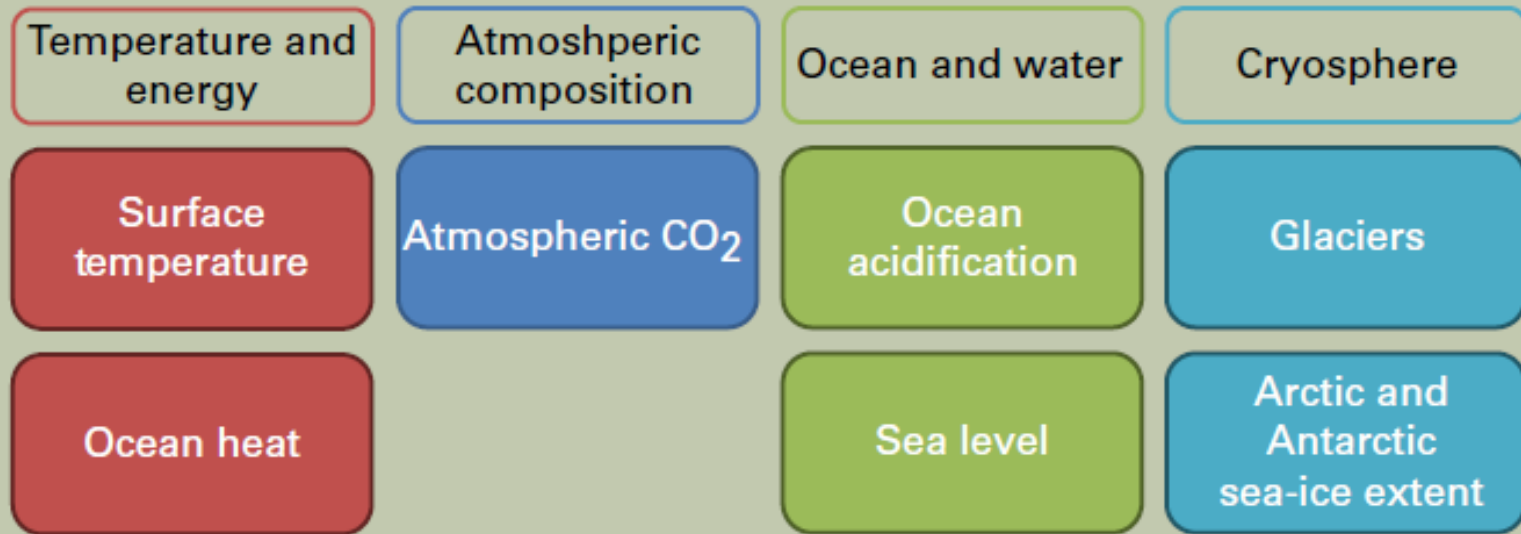 Temperature and
energy
Atmoshperic
composition
Ocean and water
Cryosphere
Surface
temperature
Atmospheric CO₂
Ocean
acidification
Glaciers
Ocean heat
Sea level
Arctic and
Antarctic
sea-ice extent